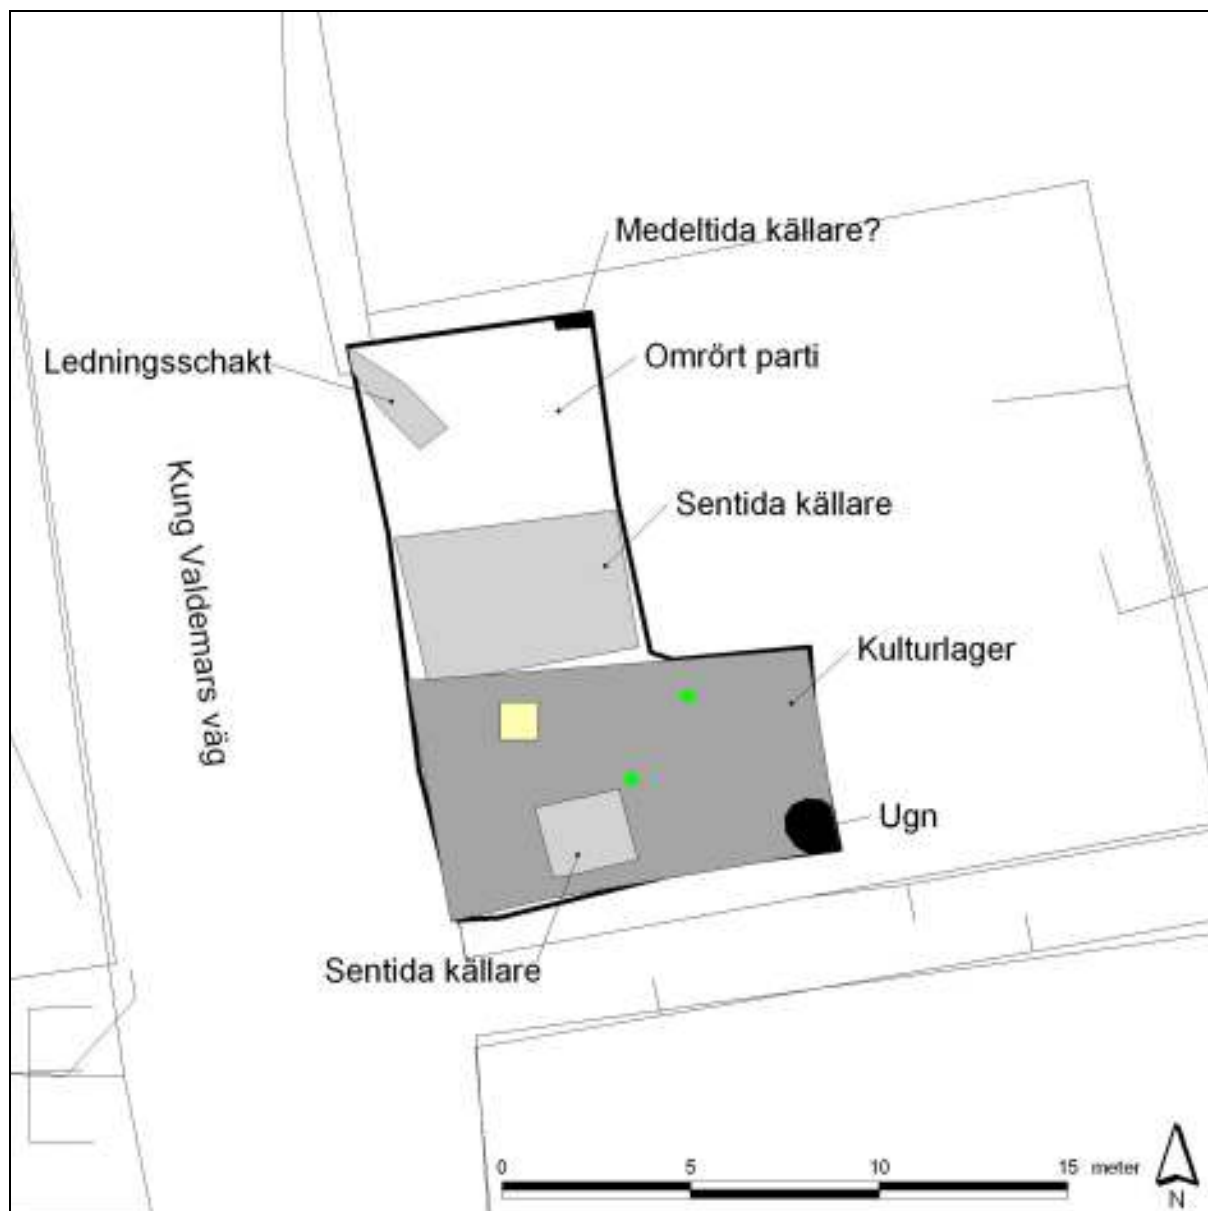 Medeltida källare?
Ledningsschakt
Omrört parti
Sentida källare
Kung Valdemars väg
Kulturlager
Ugn
Sentida källare
0 5 10 15 meter
N